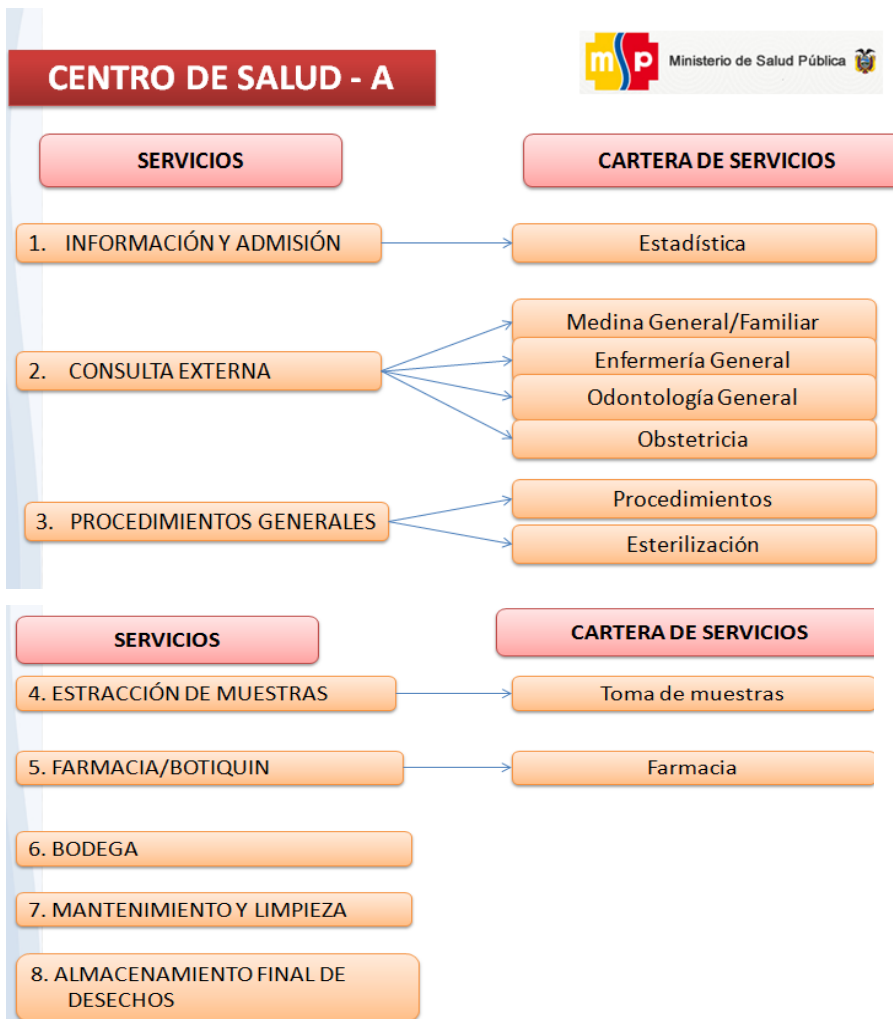 CENTRO DE SALUD - A
msp
Ministerio de Salud Pública
SERVICIOS
CARTERA DE SERVICIOS
1. INFORMACIÓN Y ADMISIÓN
Estadística
2. CONSULTA EXTERNA
Medina General/Familiar
Enfermería General
Odontología General
Obstetricia
3. PROCEDIMIENTOS GENERALES
Procedimientos
Esterilización
SERVICIOS
CARTERA DE SERVICIOS
4. ESTRACCIÓN DE MUESTRAS
Toma de muestras
5. FARMACIA/BOTIQUIN
Farmacia
6. BODEGA
7. MANTENIMIENTO Y LIMPIEZA
8. ALMACENAMIENTO FINAL DE
DESECHOS